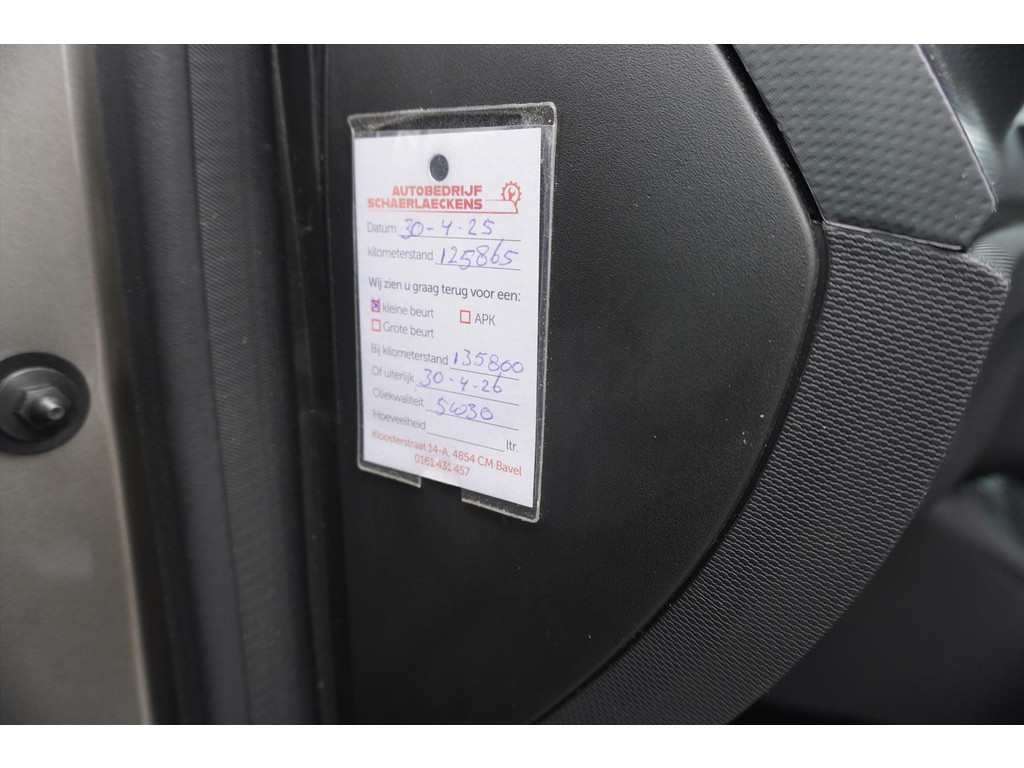 AUTOBEDRIJF
SCHAERLAECKENS
Datum 30-4-25
kilometerstand 125865
Wij zien u graag terug voor een:
kleine beurt APK
Grote beurt
Bij kilometerstand 135800
Of uiterlijk 30-4-26
Oliekwaliteit 5W30
Hoeveelheid ltr.
Kloosterstraat 14-A, 4854 CM Bavel
0161 431 457